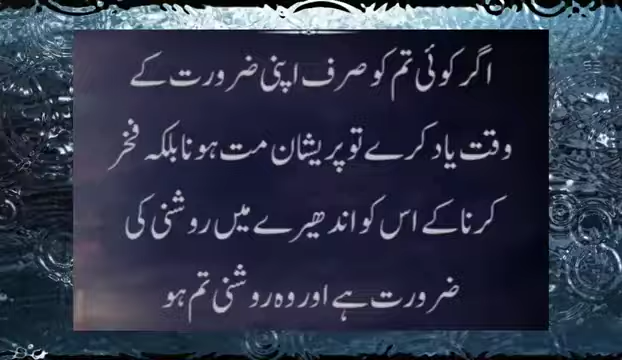 اگر کوئی تم کو صرف اپنی ضرورت کے
وقت یاد کرے تو پریشان مت ہونا بلکہ فخر
کرنا کے اس کو اندھیرے میں روشنی کی
ضرورت ہے اور وہ روشنی تم ہو